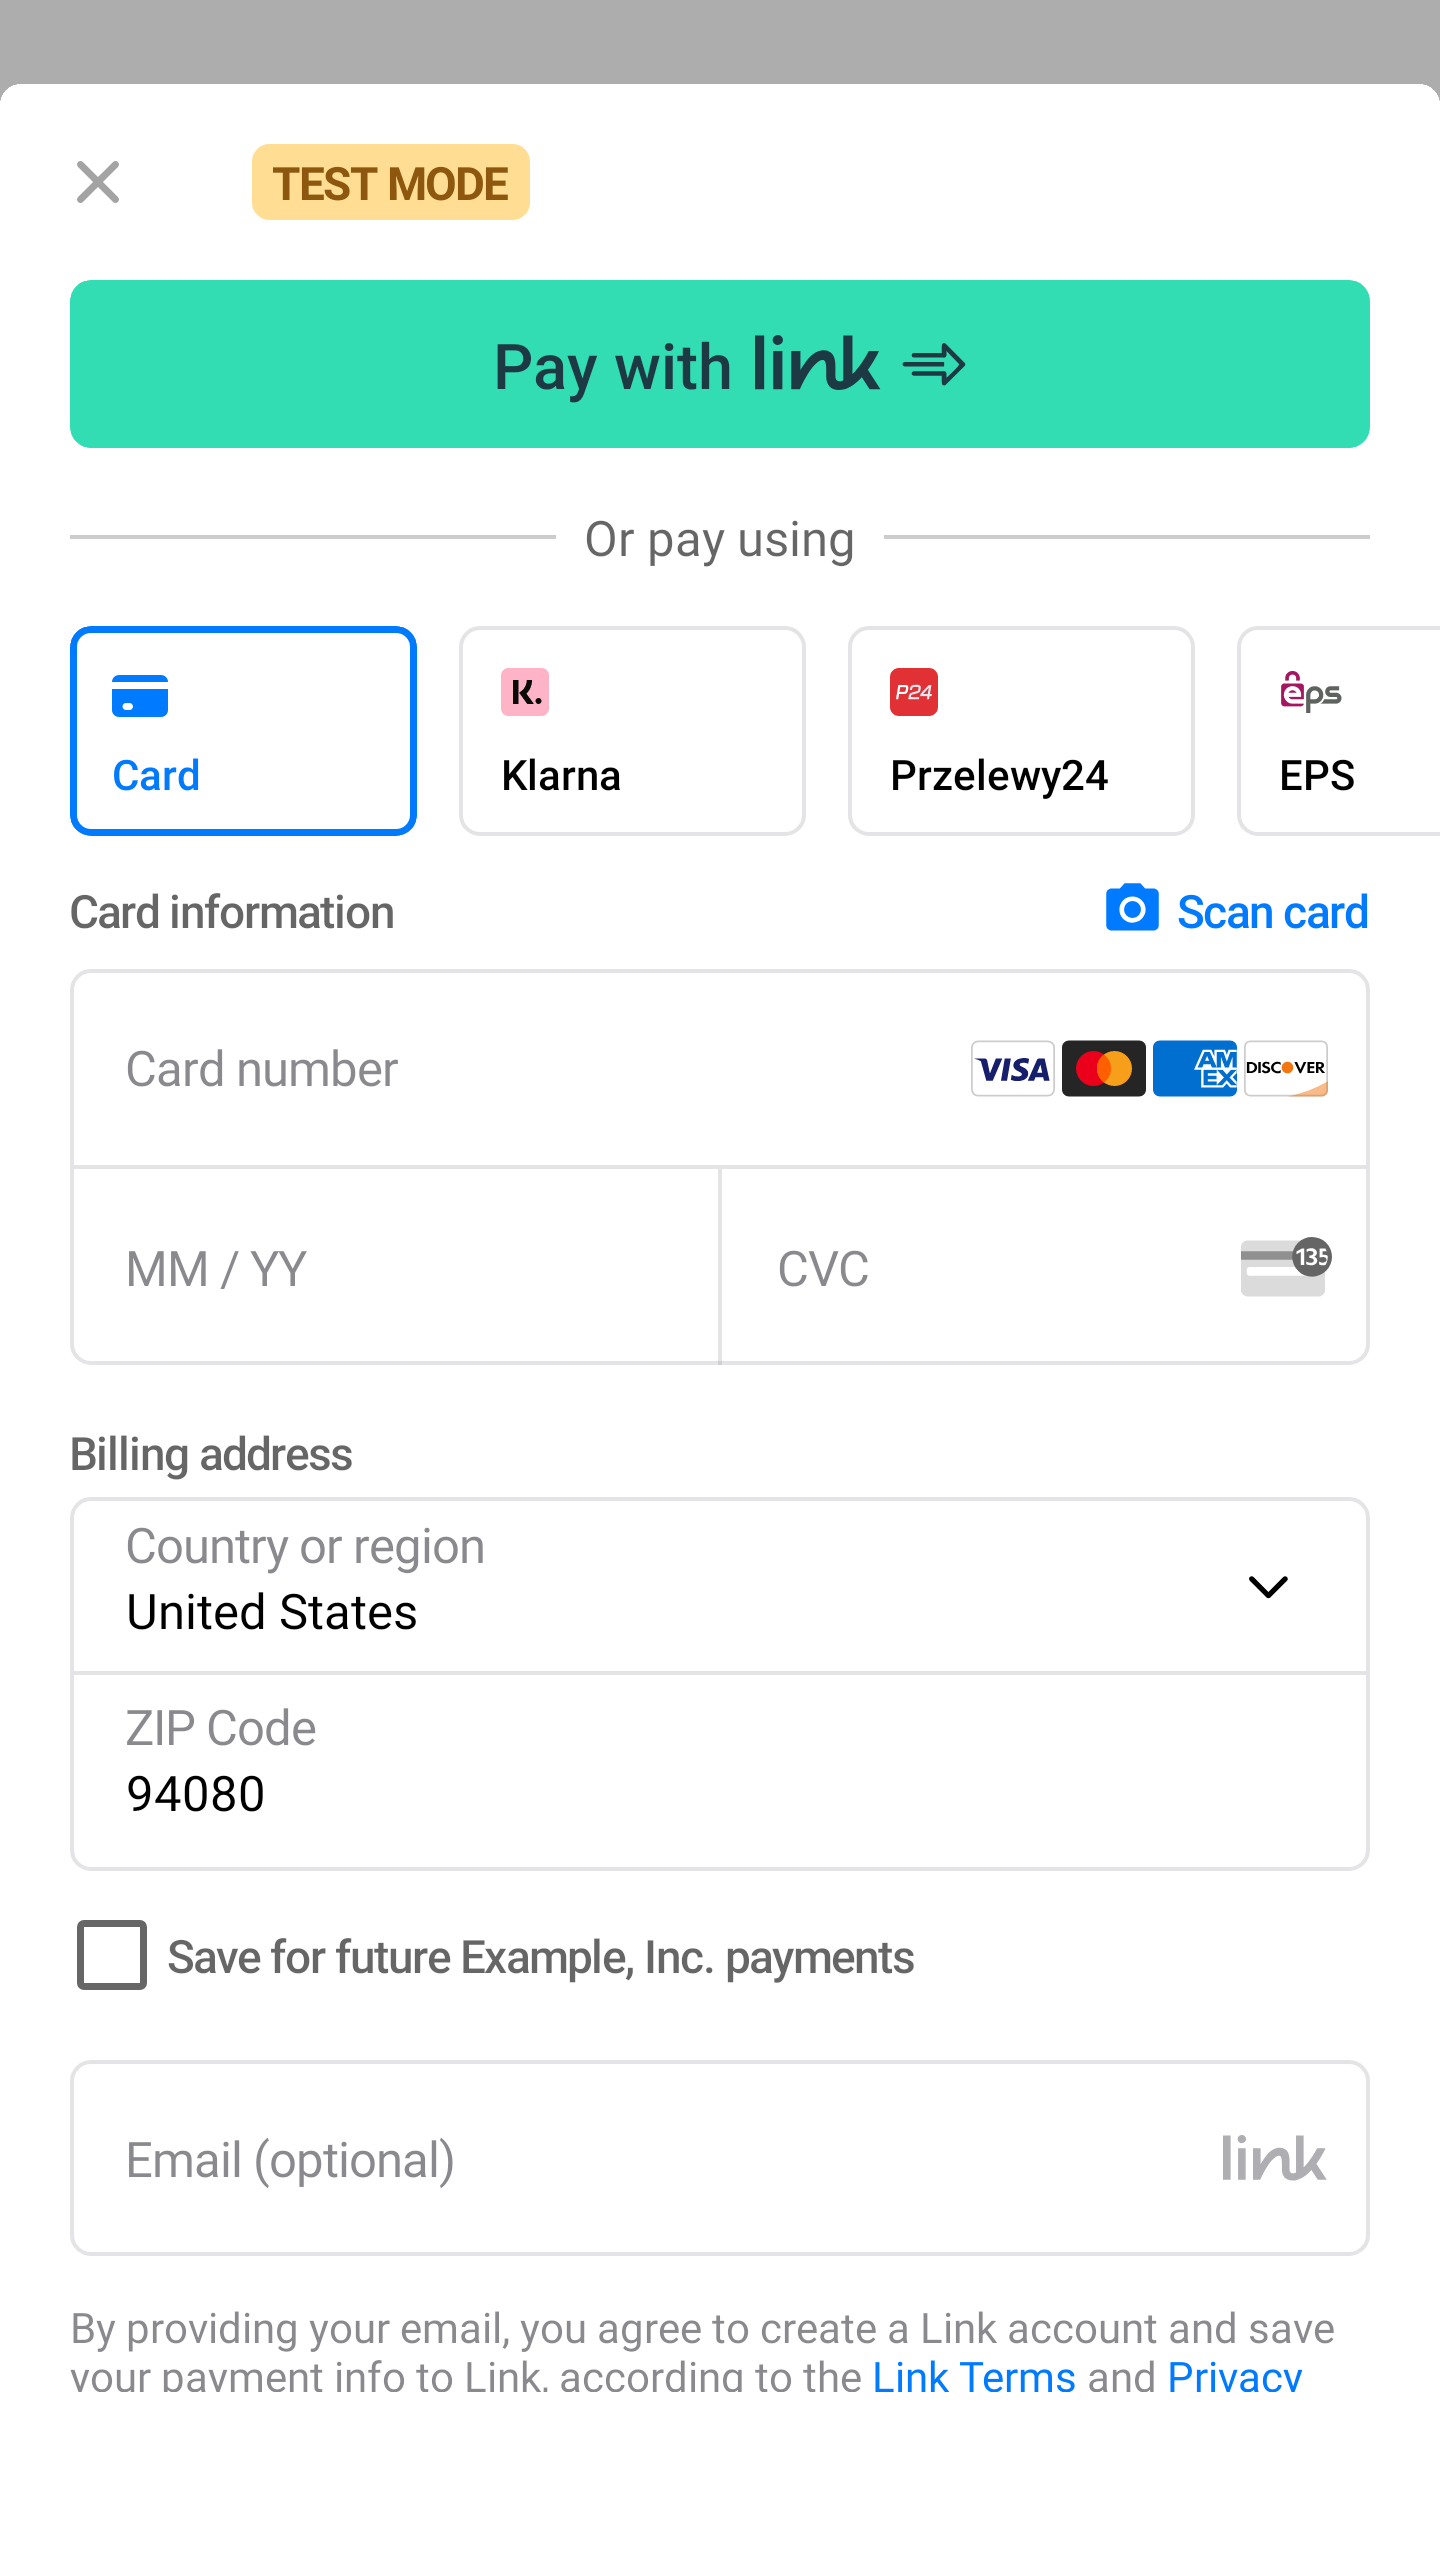 TEST MODE
Pay with link
Or pay using
K.
P24
eps
Card
Klarna
Przelewy24
EPS
Card information
Scan card
Card number
VISA
AM
EX
DISCOVER
MM / YY
CVC
135
Billing address
Country or region
United States
ZIP Code
94080
Save for future Example, Inc. payments
Email (optional)
link
By providing your email, you agree to create a Link account and save
your payment info to Link, according to the Link Terms and Privacy